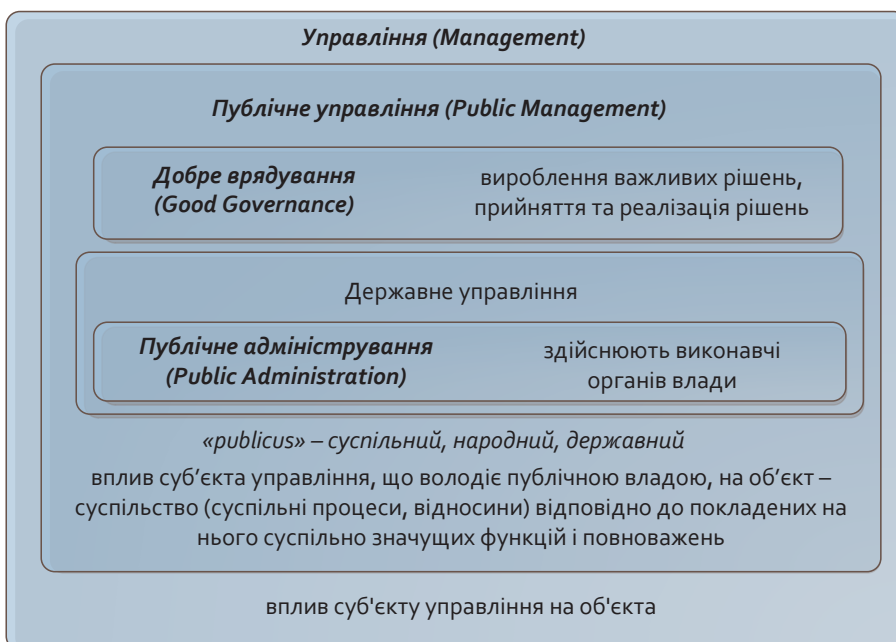 Управління (Management)
Публічне управління (Public Management)
Добре врядування
(Good Governance)
вироблення важливих рішень,
прийняття та реалізація рішень
Державне управління
Публічне адміністрування
(Public Administration)
здійснюють виконавчі
органів влади
«publicus» – суспільний, народний, державний
вплив суб’єкта управління, що володіє публічною владою, на об’єкт –
суспільство (суспільні процеси, відносини) відповідно до покладених на
нього суспільно значущих функцій і повноважень
вплив суб'єкту управління на об'єкта